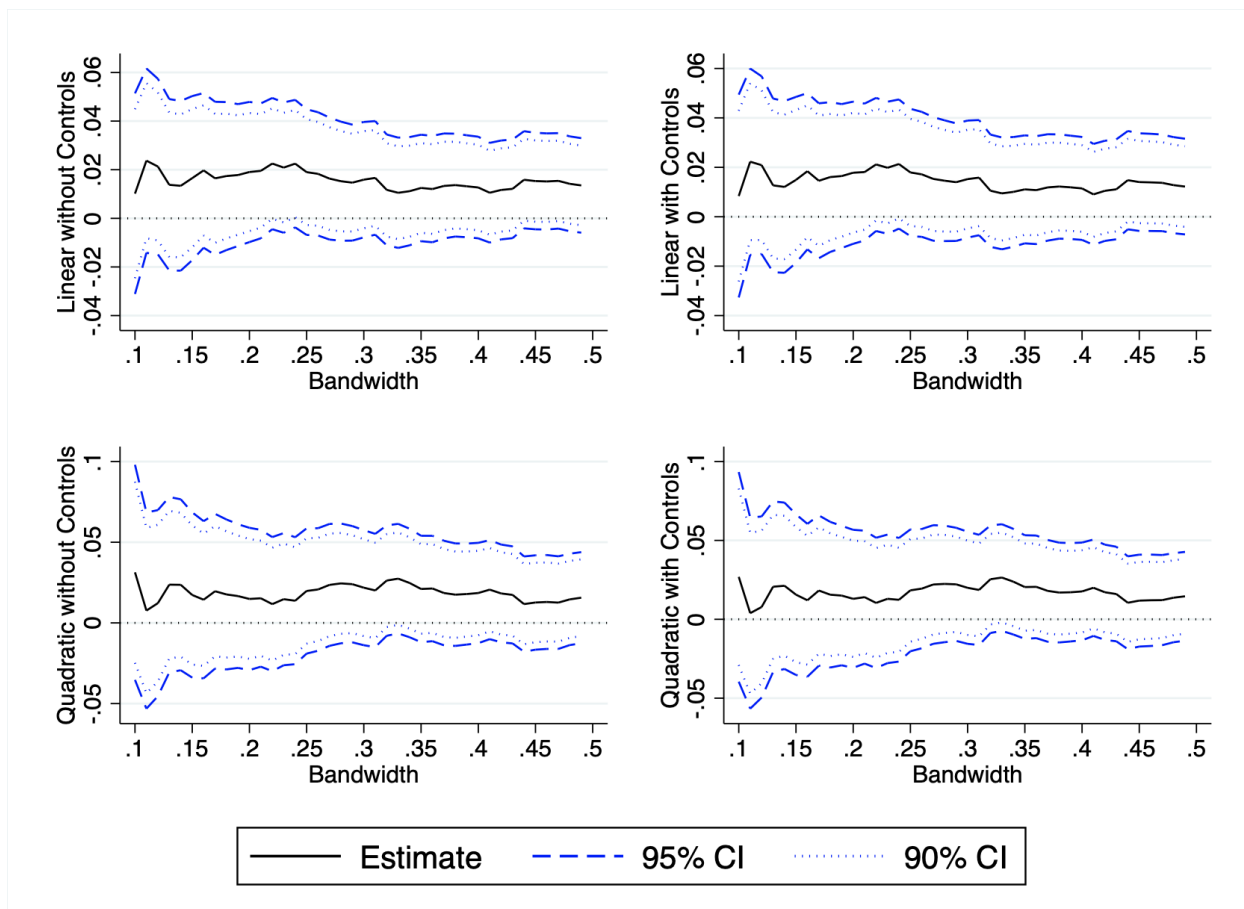 Linear without Controls
.06
.04
.02
0
-.02
-.04
.1 .15 .2 .25 .3 .35 .4 .45 .5
Bandwidth
Linear with Controls
.06
.04
.02
0
-.02
-.04
.1 .15 .2 .25 .3 .35 .4 .45 .5
Bandwidth
Quadratic without Controls
.1
.05
0
-.05
.1 .15 .2 .25 .3 .35 .4 .45 .5
Bandwidth
Quadratic with Controls
.1
.05
0
-.05
.1 .15 .2 .25 .3 .35 .4 .45 .5
Bandwidth
Estimate 95% CI 90% CI